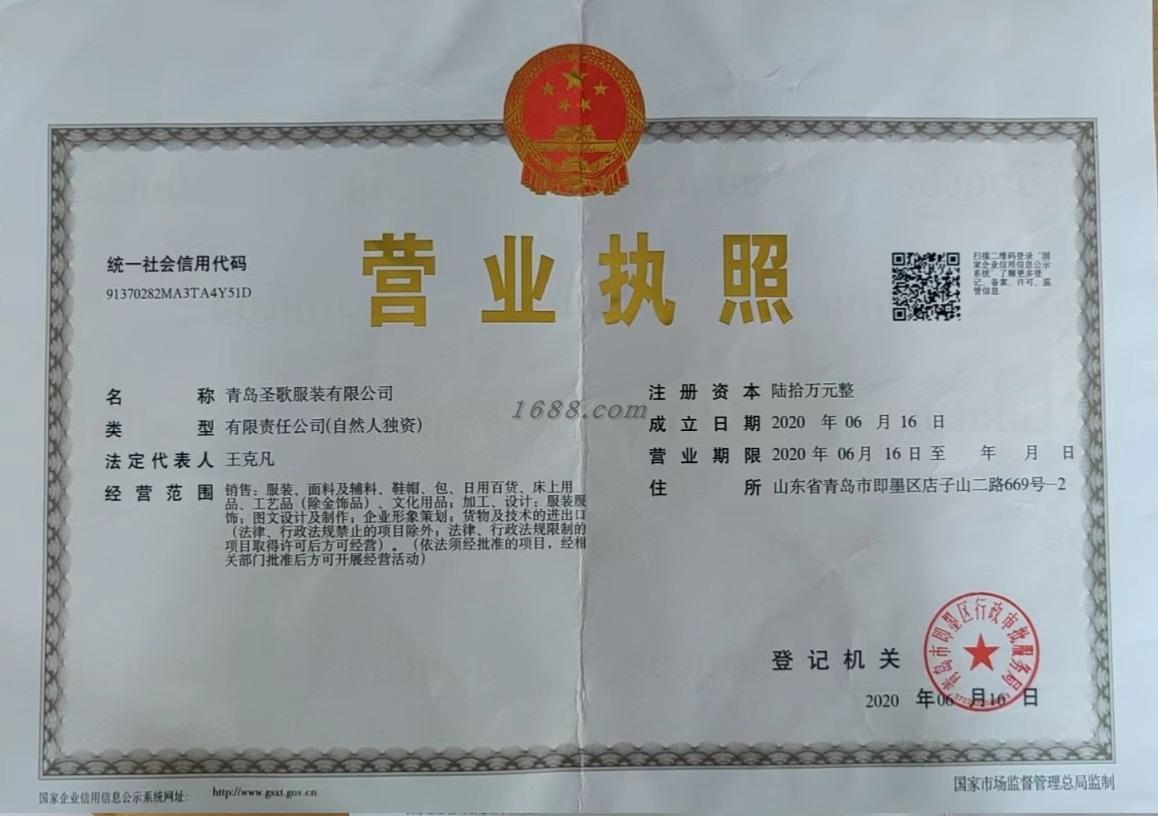 营业执照
统一社会信用代码
91370282MA3TA4Y51D
扫描二维码登录“国
家企业信用信息公示
系统”了解更多登
记、备案、许可、监
管信息
名称 青岛圣歌服装有限公司
类型 有限责任公司(自然人独资)
法定代表人 王克凡
经营范围 销售：服装、面料及辅料、鞋帽、包、日用百货、床上用
品、工艺品（除金饰品）、文化用品；加工、设计：服装服
饰；图文设计及制作；企业形象策划；货物及技术的进出口
（法律、行政法规禁止的项目除外；法律、行政法规限制的
项目取得许可后方可经营）。（依法须经批准的项目，经相
关部门批准后方可开展经营活动）
1688.com
注册资本 陆拾万元整
成立日期 2020 年 06 月 16 日
营业期限 2020 年 06月 16 日至 年 月 日
住所 山东省青岛市即墨区店子山二路669号-2
登记机关
青岛市即墨区行政审批服务局
2020 年 06 月 16 日
国家企业信用信息公示系统网址：
http://www.gsxt.gov.cn
国家市场监督管理总局监制